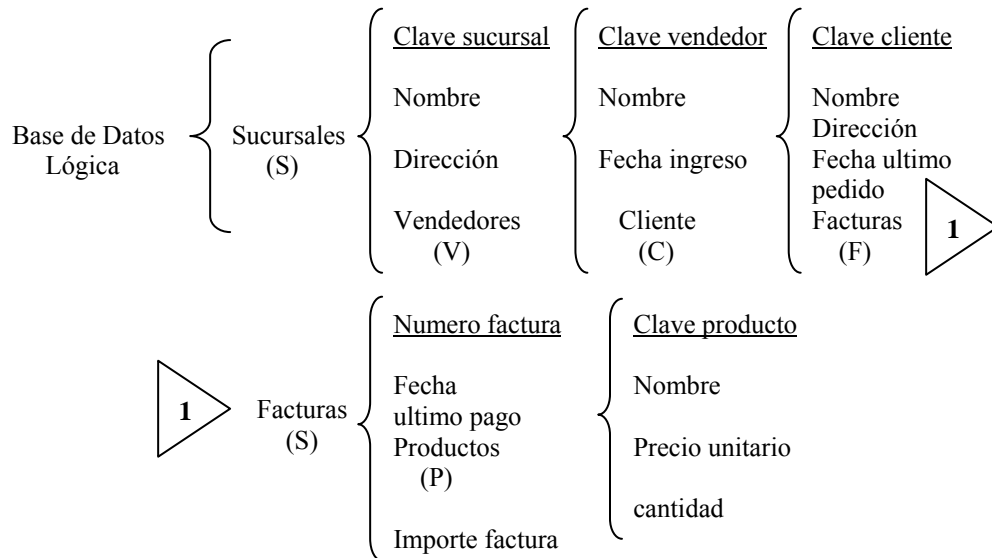 Base de Datos
Lógica
Sucursales
(S)
Clave sucursal
Nombre
Dirección
Vendedores
(V)
Clave vendedor
Nombre
Fecha ingreso
Cliente
(C)
Clave cliente
Nombre
Dirección
Fecha ultimo
pedido
Facturas
(F)
1
1
Facturas
(S)
Numero factura
Fecha
ultimo pago
Productos
(P)
Importe factura
Clave producto
Nombre
Precio unitario
cantidad